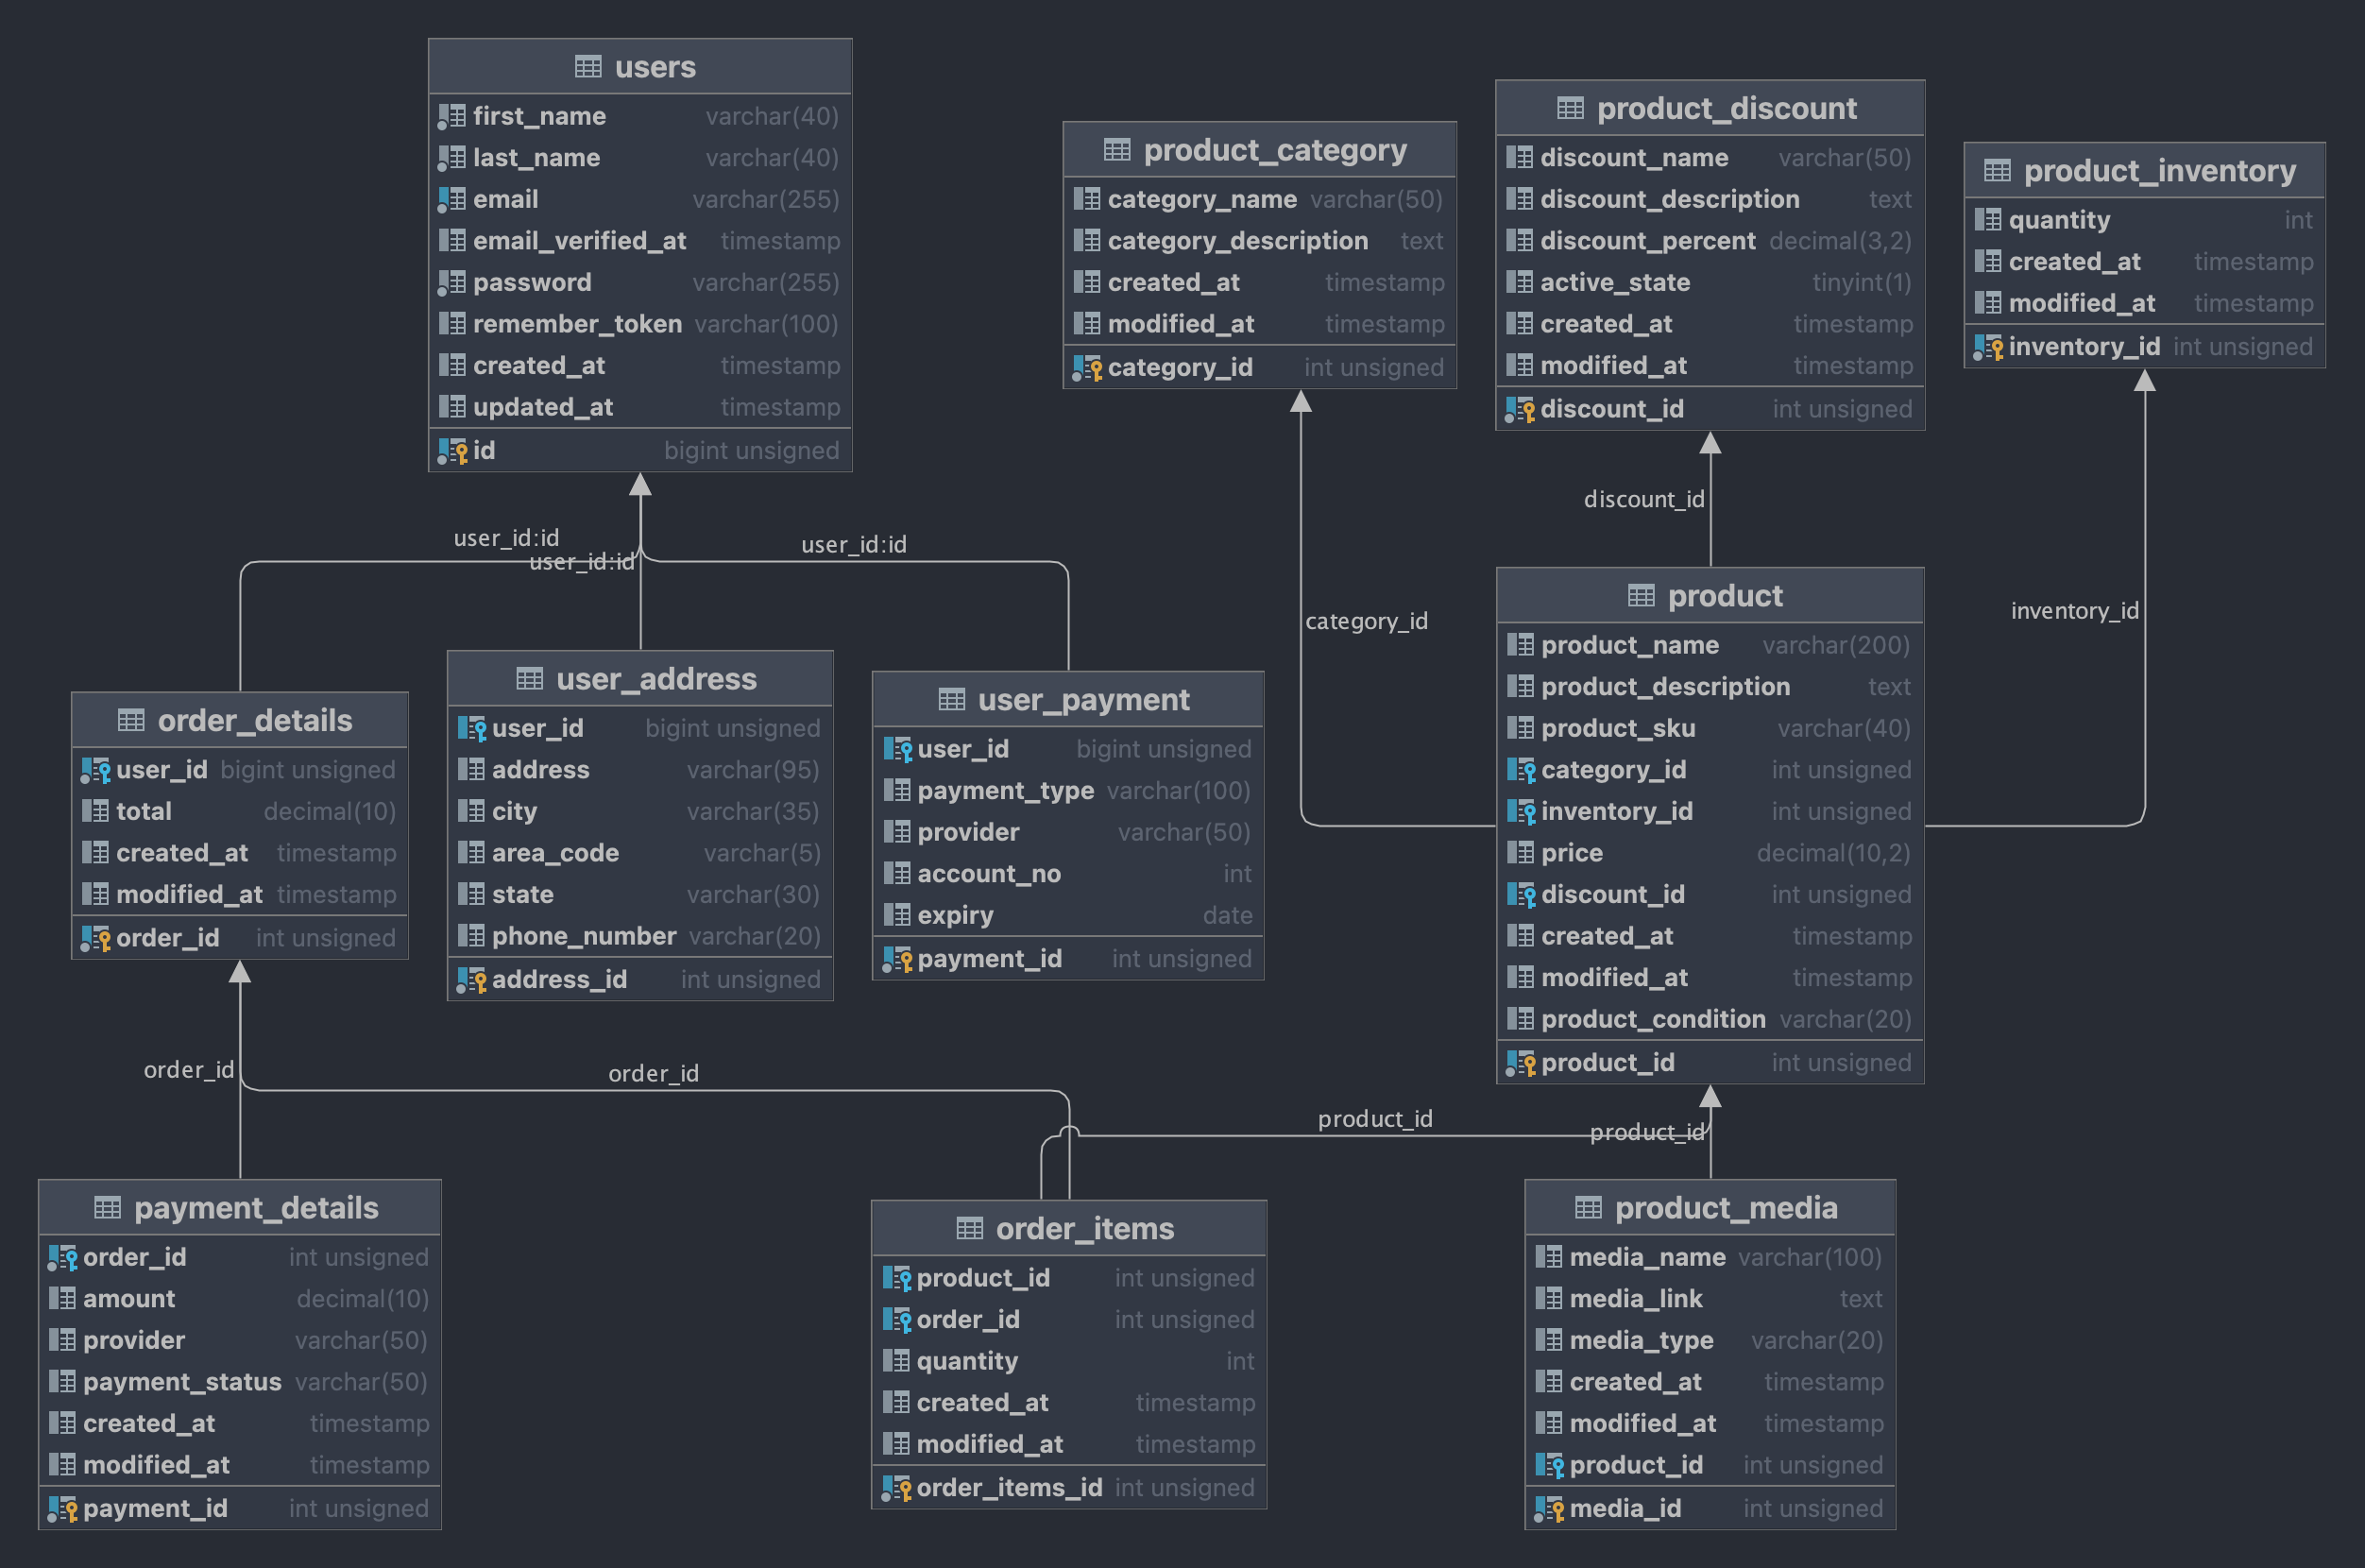 users
first_name varchar(40)
last_name varchar(40)
email varchar(255)
email_verified_at timestamp
password varchar(255)
remember_token varchar(100)
created_at timestamp
updated_at timestamp
id bigint unsigned
product_category
category_name varchar(50)
category_description text
created_at timestamp
modified_at timestamp
category_id int unsigned
product_discount
discount_name varchar(50)
discount_description text
discount_percent decimal(3,2)
active_state tinyint(1)
created_at timestamp
modified_at timestamp
discount_id int unsigned
product_inventory
quantity int
created_at timestamp
modified_at timestamp
inventory_id int unsigned
user_id:id
user_id:id
user_id:id
discount_id
category_id
inventory_id
order_details
user_id bigint unsigned
total decimal(10)
created_at timestamp
modified_at timestamp
order_id int unsigned
user_address
user_id bigint unsigned
address varchar(95)
city varchar(35)
area_code varchar(5)
state varchar(30)
phone_number varchar(20)
address_id int unsigned
user_payment
user_id bigint unsigned
payment_type varchar(100)
provider varchar(50)
account_no int
expiry date
payment_id int unsigned
product
product_name varchar(200)
product_description text
product_sku varchar(40)
category_id int unsigned
inventory_id int unsigned
price decimal(10,2)
discount_id int unsigned
created_at timestamp
modified_at timestamp
product_condition varchar(20)
product_id int unsigned
order_id
order_id
product_id
product_id
payment_details
order_id int unsigned
amount decimal(10)
provider varchar(50)
payment_status varchar(50)
created_at timestamp
modified_at timestamp
payment_id int unsigned
order_items
product_id int unsigned
order_id int unsigned
quantity int
created_at timestamp
modified_at timestamp
order_items_id int unsigned
product_media
media_name varchar(100)
media_link text
media_type varchar(20)
created_at timestamp
modified_at timestamp
product_id int unsigned
media_id int unsigned